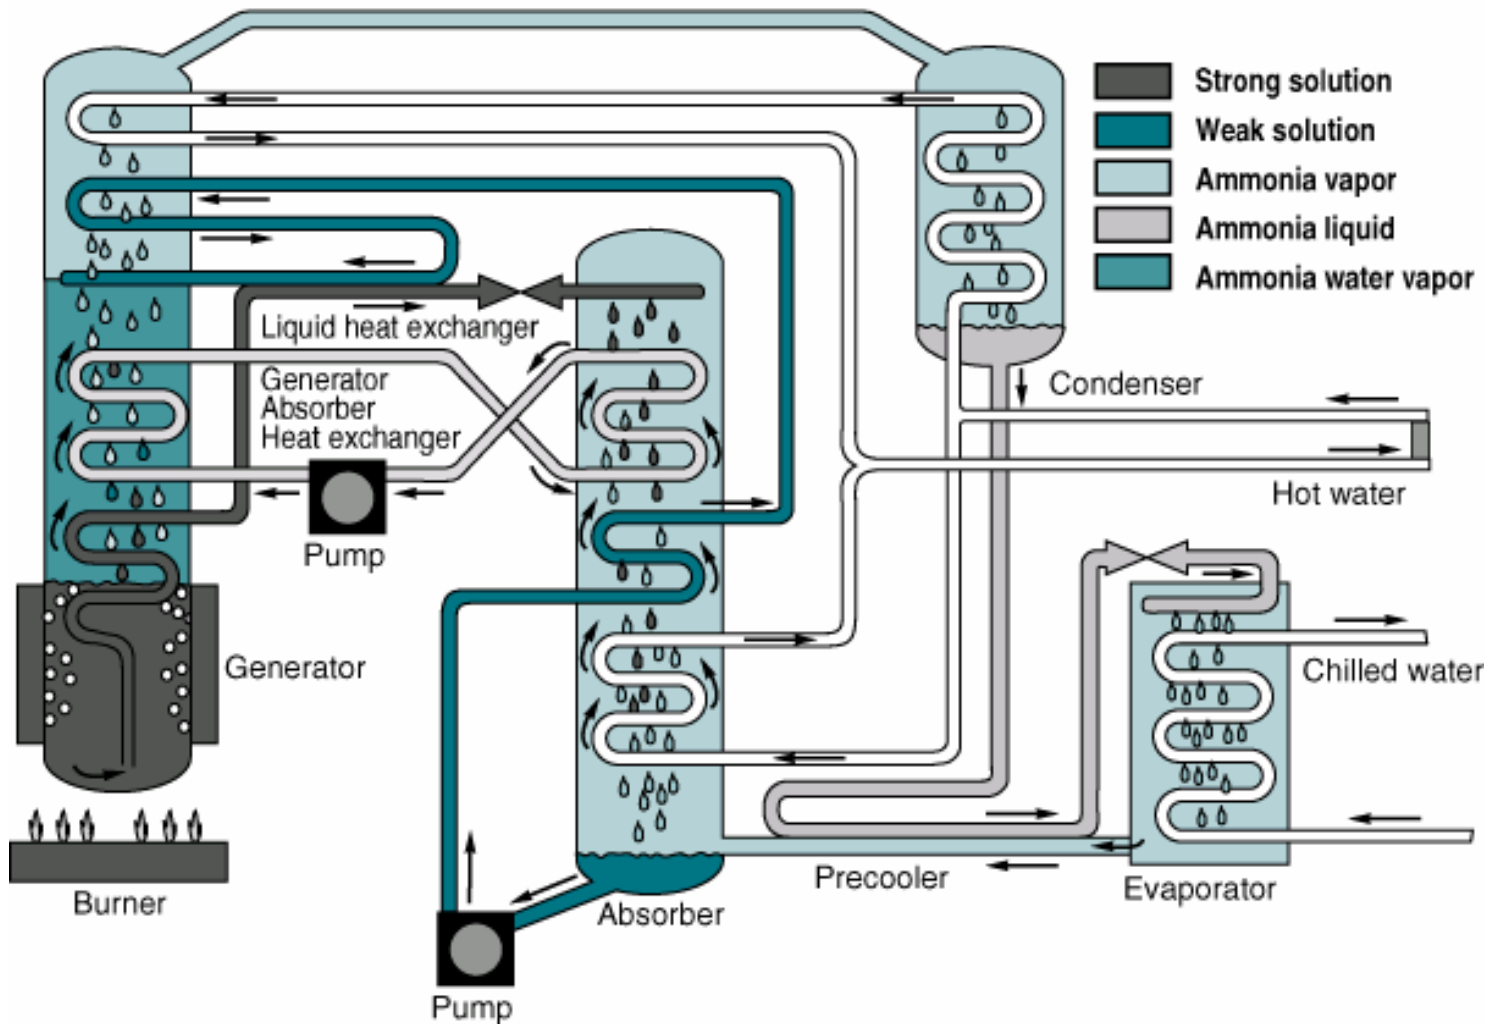 Strong solution
Weak solution
Ammonia vapor
Ammonia liquid
Ammonia water vapor
Liquid heat exchanger
Generator
Absorber
Heat exchanger
Condenser
Hot water
Pump
Generator
Chilled water
Burner
Precooler
Evaporator
Absorber
Pump